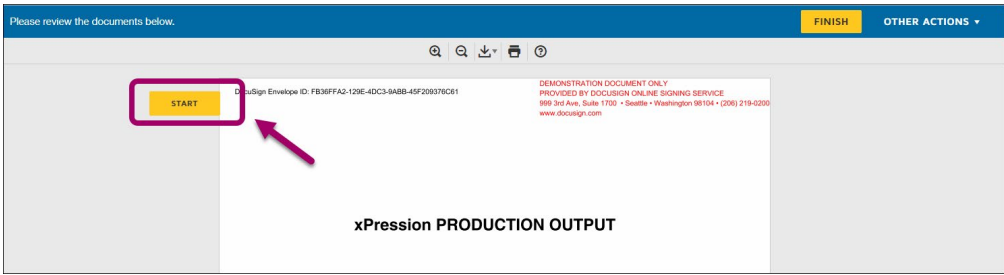 Please review the documents below.
FINISH
OTHER ACTIONS
START
DocuSign Envelope ID: FB36FFA2-129E-4DC3-9ABB-45F209376C61
DEMONSTRATION DOCUMENT ONLY
PROVIDED BY DOCUSIGN ONLINE SIGNING SERVICE
999 3rd Ave, Suite 1700 • Seattle • Washington 98104 • (206) 219-0200
www.docusign.com
xPression PRODUCTION OUTPUT